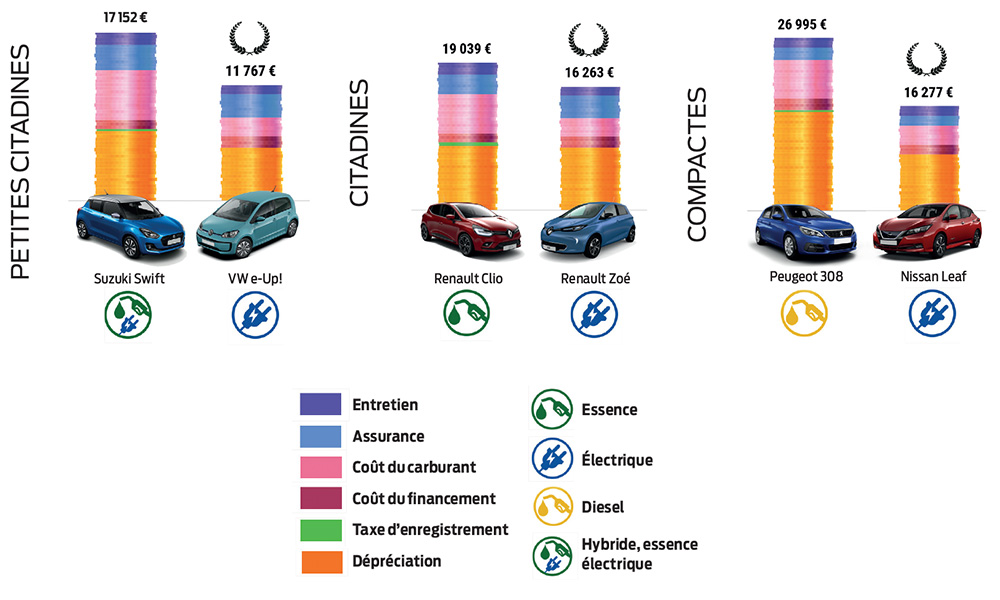 PETITES CITADINES
17 152 €
11 767 €
Suzuki Swift
VW e-Up!
CITADINES
19 039 €
16 263 €
Renault Clio
Renault Zoé
COMPACTES
26 995 €
16 277 €
Peugeot 308
Nissan Leaf
Entretien
Assurance
Coût du carburant
Coût du financement
Taxe d'enregistrement
Dépréciation
Essence
Électrique
Diesel
Hybride, essence
électrique